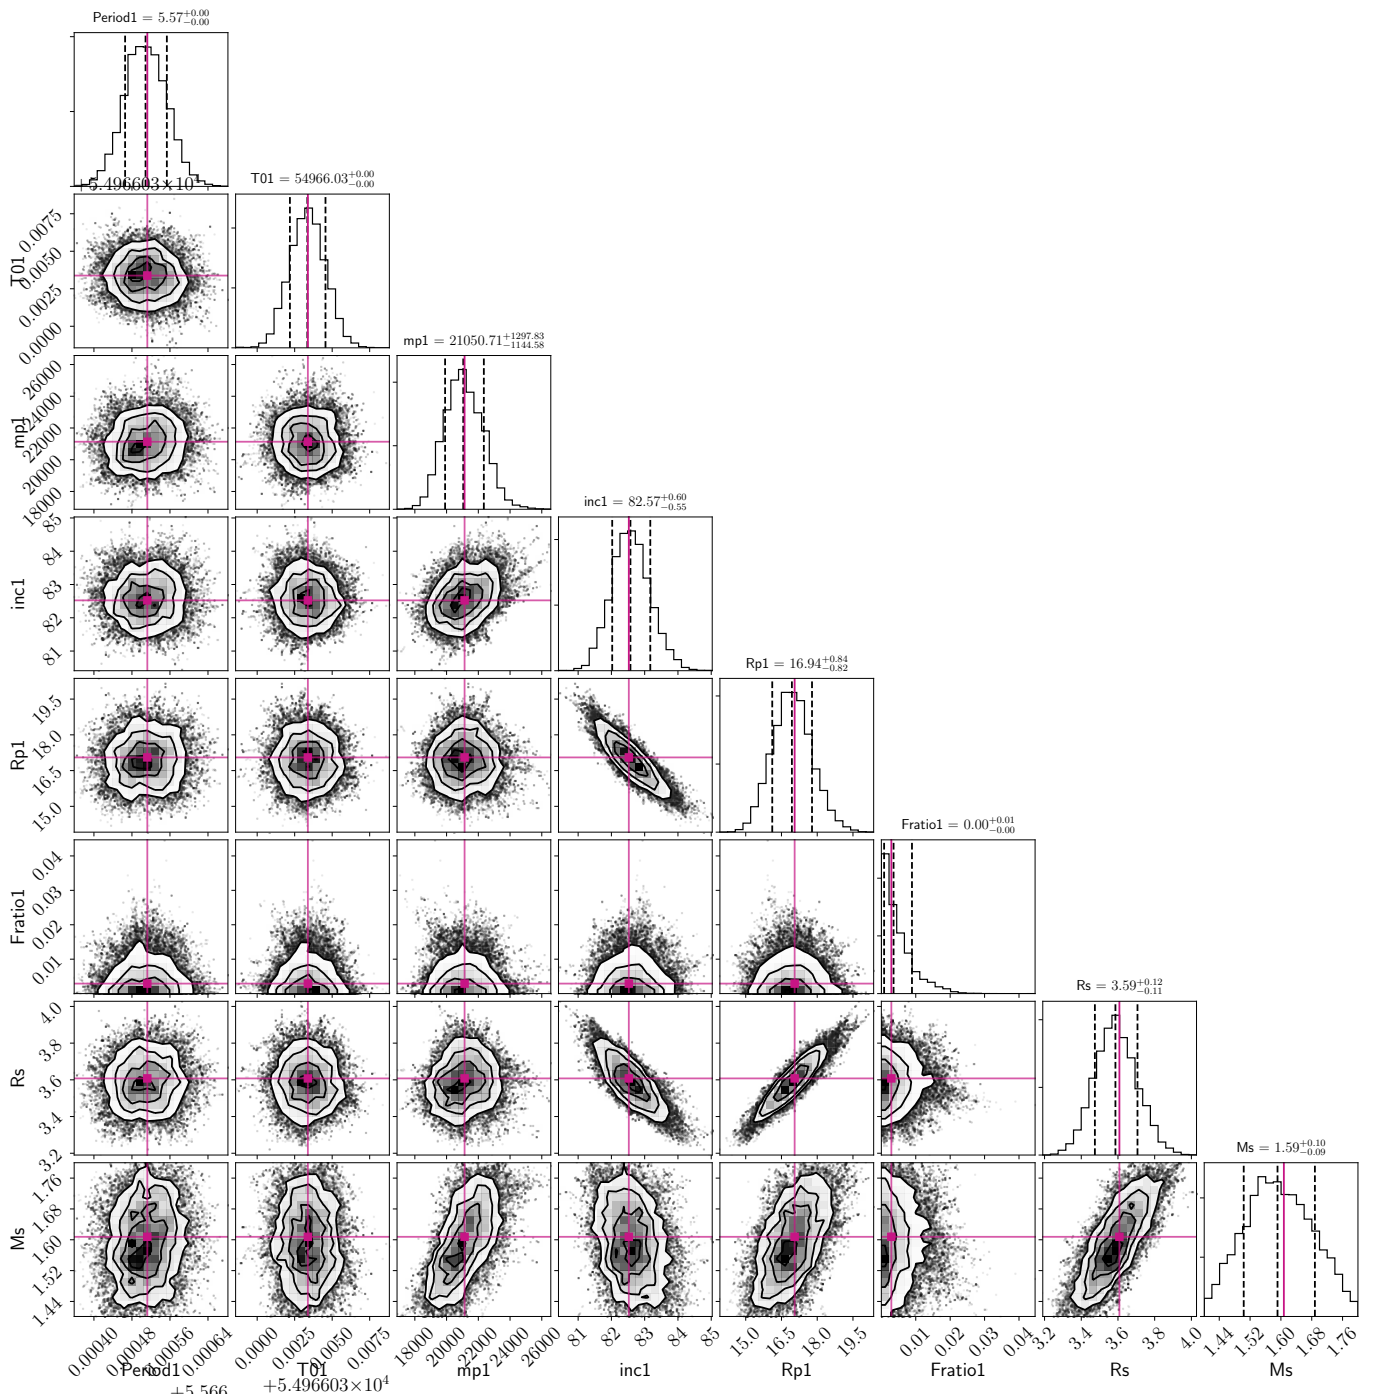 Period1 = 5.57+0.00−0.00
+5.496603×10
T01 = 54966.03+0.00−0.00
T01
0.0075
0.0050
0.0025
0.0000
mp1 = 21050.71+1297.83−1144.58
mp1
26000
24000
22000
20000
18000
inc1 = 82.57+0.60−0.55
inc1
85
84
83
82
81
Rp1 = 16.94+0.84−0.82
Rp1
19.5
18.0
16.5
15.0
Fratio1 = 0.00+0.01−0.00
Fratio1
0.04
0.03
0.02
0.01
Rs = 3.59+0.12−0.11
Rs
4.0
3.8
3.6
3.4
3.2
Ms = 1.59+0.10−0.09
Ms
1.76
1.68
1.60
1.52
1.44
0.00040 0.00048 0.00056 0.00064
0.0000 0.0025 0.0050 0.0075
18000 20000 22000 24000 26000
81 82 83 84 85
15.0 16.5 18.0 19.5
0.01 0.02 0.03 0.04
3.2 3.4 3.6 3.8 4.0
1.44 1.52 1.60 1.68 1.76
Period1 T01 mp1 inc1 Rp1 Fratio1 Rs Ms
+5.566 +5.496603×10⁴